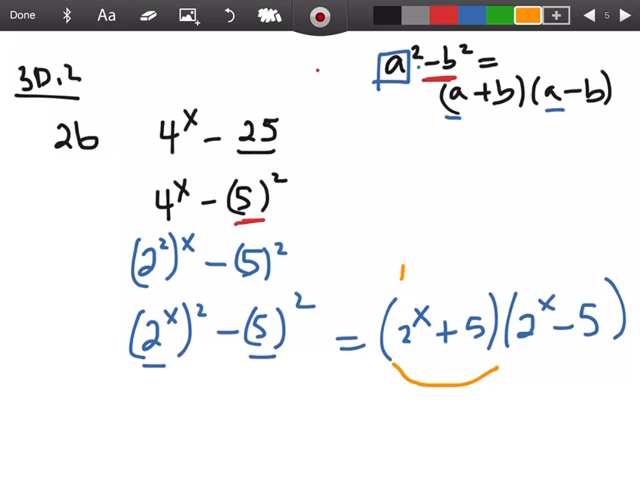 Done Aa 5
3D.2
a² - b² =
(a + b)(a - b)
2b 4ˣ - 25
4ˣ - (5)²
(2²)ˣ - (5)²
(2ˣ)² - (5)² = (2ˣ + 5)(2ˣ - 5)